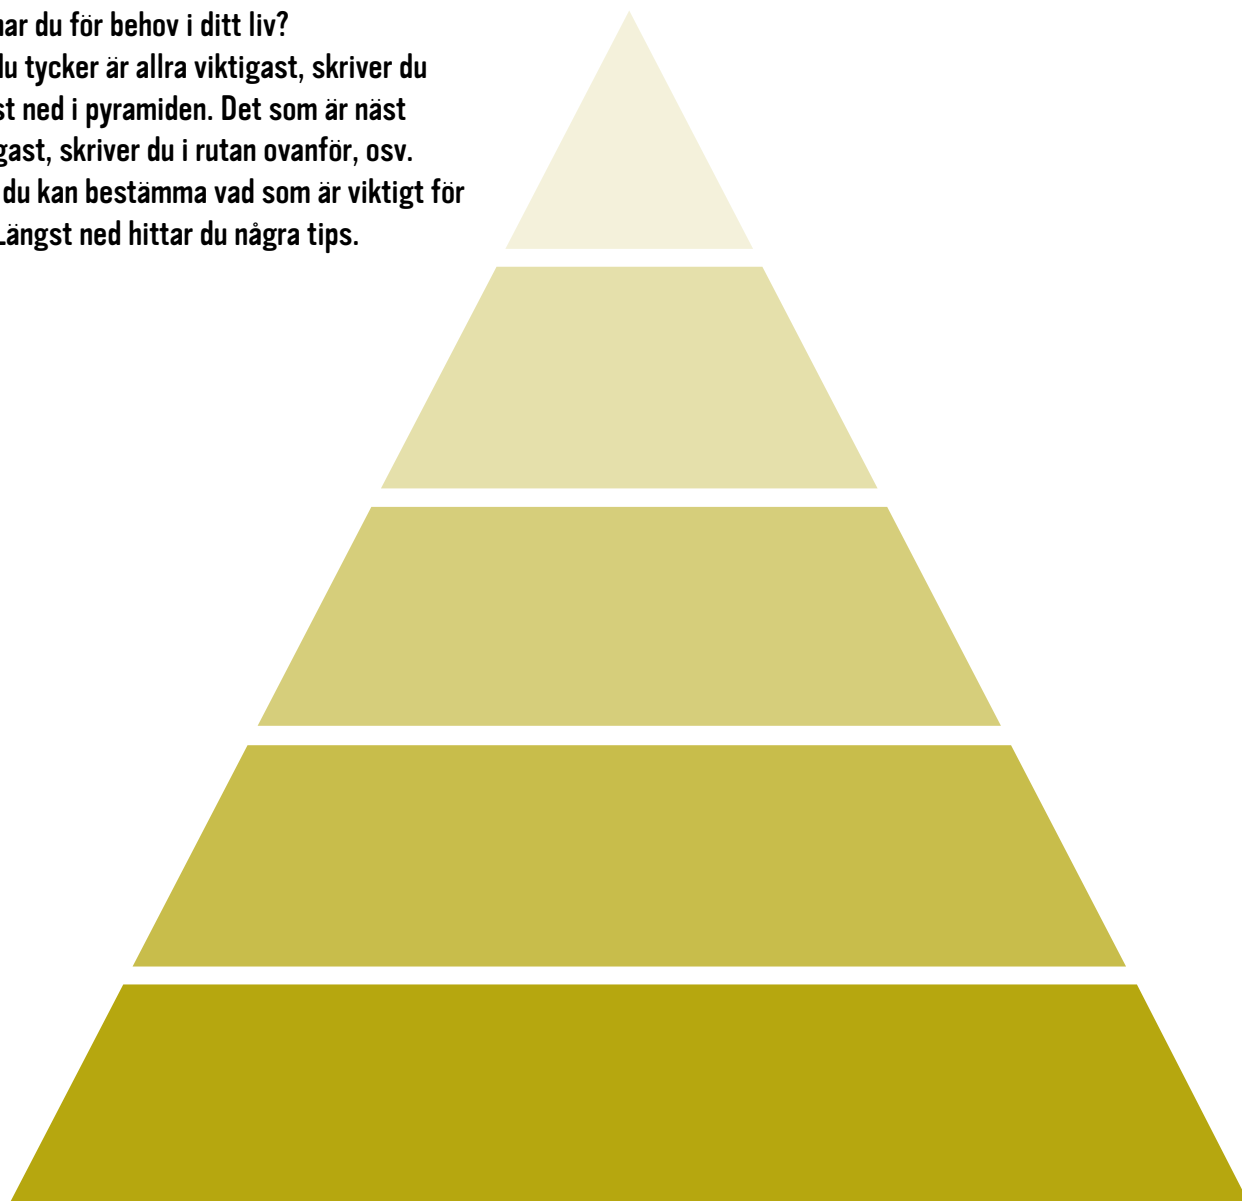 har du för behov i ditt liv?
du tycker är allra viktigast, skriver du
st ned i pyramiden. Det som är näst
gast, skriver du i rutan ovanför, osv.
du kan bestämma vad som är viktigt för
Längst ned hittar du några tips.